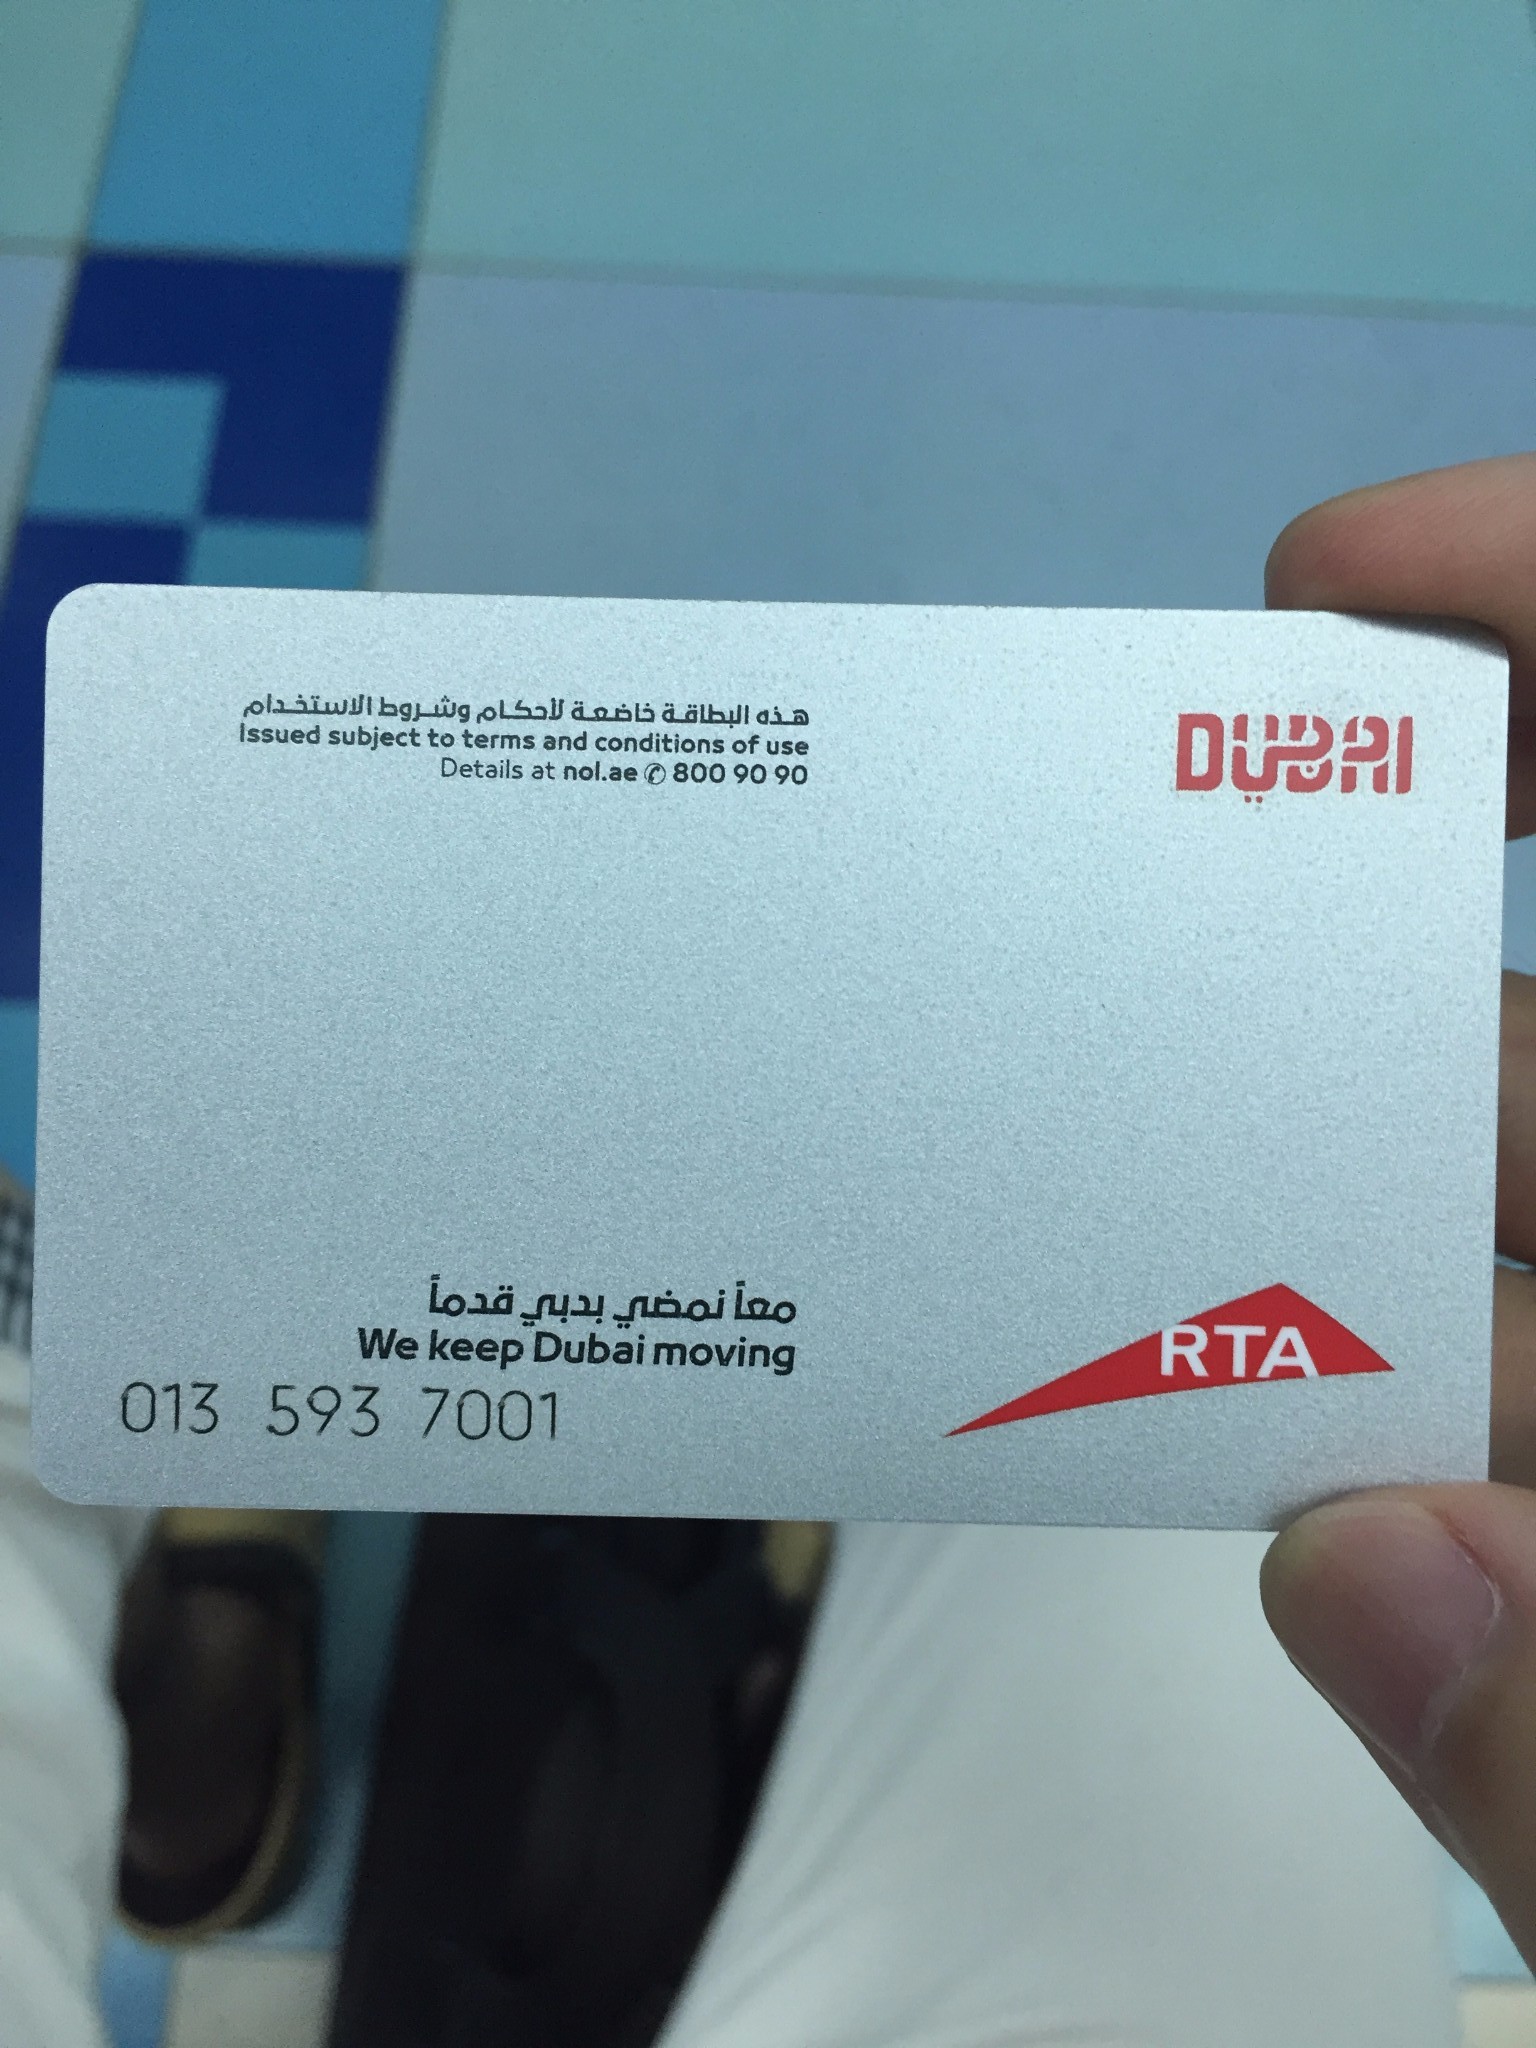 هذه البطاقة خاضعة لأحكام وشروط الاستخدام
Issued subject to terms and conditions of use
Details at nol.ae ✆ 800 90 90
DUBAI
معاً نمضي بدبي قدماً
We keep Dubai moving
013 593 7001
RTA